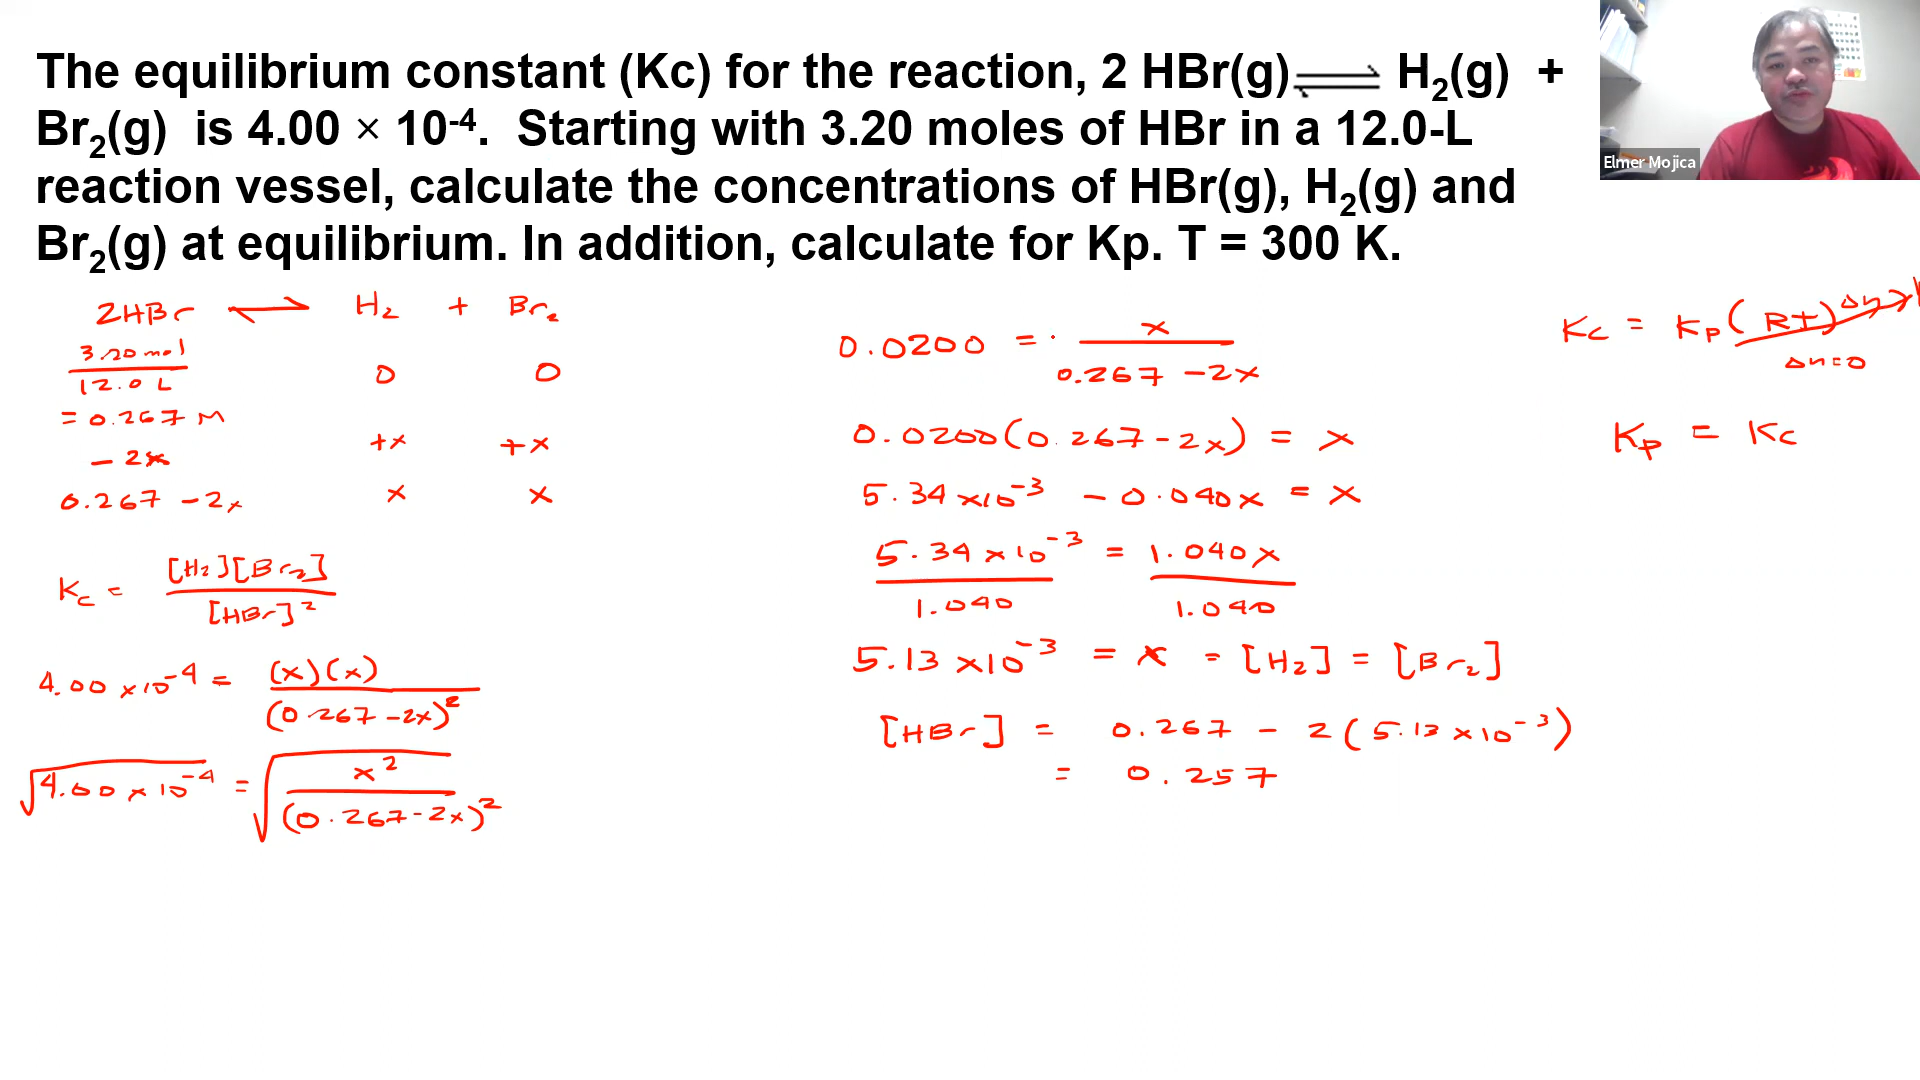 The equilibrium constant (Kc) for the reaction, 2 HBr(g) ⇌ H₂(g) +
Br₂(g) is 4.00 × 10⁻⁴. Starting with 3.20 moles of HBr in a 12.0-L
reaction vessel, calculate the concentrations of HBr(g), H₂(g) and
Br₂(g) at equilibrium. In addition, calculate for Kp. T = 300 K.
Elmer Mojica
2HBr ⇌ H₂ + Br₂
3.20 mol
12.0 L
0 0
= 0.267 M
- 2x +x +x
0.267 - 2x x x
Kc = [H₂][Br₂]
[HBr]²
4.00 x10⁻⁴ = (x)(x)
(0.267-2x)²
√4.00 x 10⁻⁴ = √x²
(0.267-2x)²
0.0200 = x
0.267 - 2x
0.0200(0.267-2x) = x
5.34 x10⁻³ - 0.040x = x
5.34 x10⁻³ = 1.040x
1.040 1.040
5.13 x10⁻³ = x = [H₂] = [Br₂]
[HBr] = 0.267 - 2(5.13 x10⁻³)
= 0.257
Kc = Kp(RT)^Δn
Δn=0
Kp = Kc